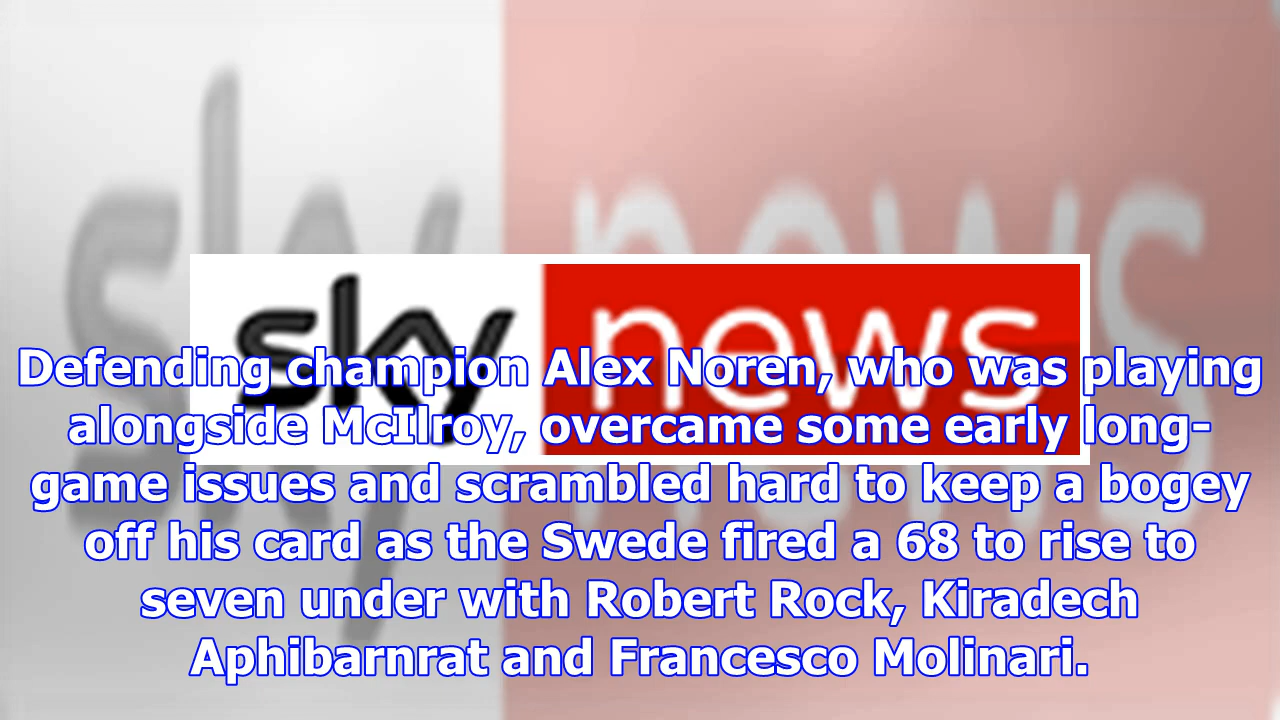 sky news
sky news
Defending champion Alex Noren, who was playing
alongside McIlroy, overcame some early long-
game issues and scrambled hard to keep a bogey
off his card as the Swede fired a 68 to rise to
seven under with Robert Rock, Kiradech
Aphibarnrat and Francesco Molinari.